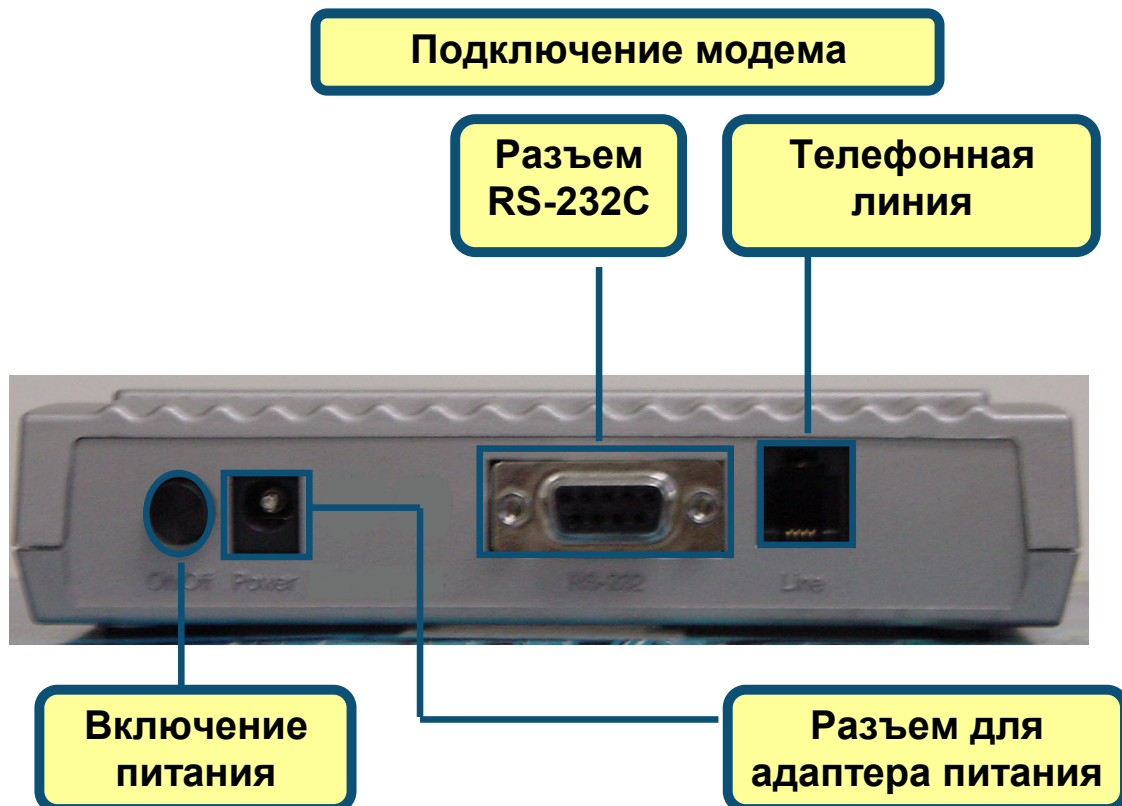 Подключение модема
Разъем
RS-232C
Телефонная
линия
On/Off Power RS-232 Line
Включение
питания
Разъем для
адаптера питания